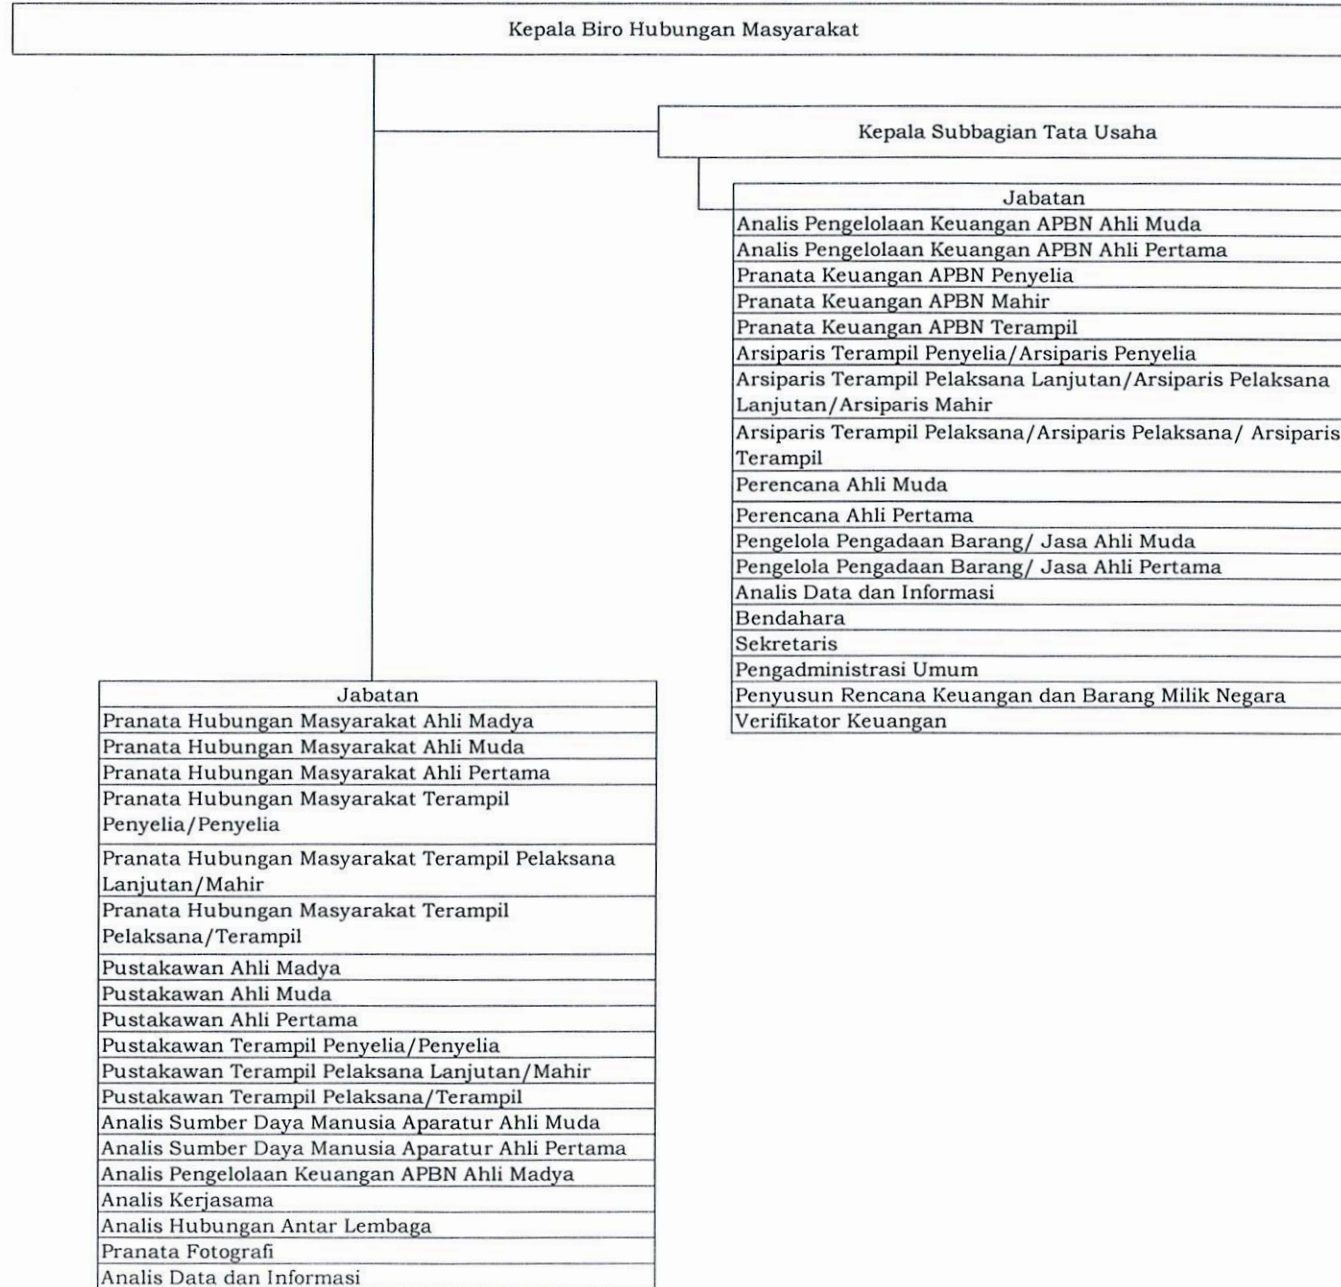 Kepala Biro Hubungan Masyarakat
Kepala Subbagian Tata Usaha
Jabatan
Analis Pengelolaan Keuangan APBN Ahli Muda
Analis Pengelolaan Keuangan APBN Ahli Pertama
Pranata Keuangan APBN Penyelia
Pranata Keuangan APBN Mahir
Pranata Keuangan APBN Terampil
Arsiparis Terampil Penyelia/Arsiparis Penyelia
Arsiparis Terampil Pelaksana Lanjutan/Arsiparis Pelaksana
Lanjutan/Arsiparis Mahir
Arsiparis Terampil Pelaksana/Arsiparis Pelaksana/ Arsiparis
Terampil
Perencana Ahli Muda
Perencana Ahli Pertama
Pengelola Pengadaan Barang/ Jasa Ahli Muda
Pengelola Pengadaan Barang/ Jasa Ahli Pertama
Analis Data dan Informasi
Bendahara
Sekretaris
Pengadministrasi Umum
Penyusun Rencana Keuangan dan Barang Milik Negara
Verifikator Keuangan
Jabatan
Pranata Hubungan Masyarakat Ahli Madya
Pranata Hubungan Masyarakat Ahli Muda
Pranata Hubungan Masyarakat Ahli Pertama
Pranata Hubungan Masyarakat Terampil
Penyelia/Penyelia
Pranata Hubungan Masyarakat Terampil Pelaksana
Lanjutan/Mahir
Pranata Hubungan Masyarakat Terampil
Pelaksana/Terampil
Pustakawan Ahli Madya
Pustakawan Ahli Muda
Pustakawan Ahli Pertama
Pustakawan Terampil Penyelia/Penyelia
Pustakawan Terampil Pelaksana Lanjutan/Mahir
Pustakawan Terampil Pelaksana/Terampil
Analis Sumber Daya Manusia Aparatur Ahli Muda
Analis Sumber Daya Manusia Aparatur Ahli Pertama
Analis Pengelolaan Keuangan APBN Ahli Madya
Analis Kerjasama
Analis Hubungan Antar Lembaga
Pranata Fotografi
Analis Data dan Informasi